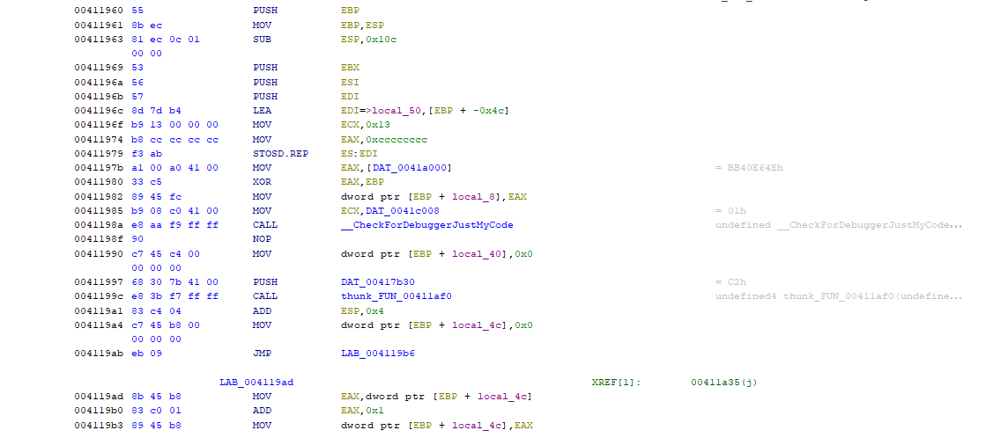 00411960 55 PUSH EBP
00411961 8b ec MOV EBP,ESP
00411963 81 ec 0c 01 SUB ESP,0x10c
00 00
00411969 53 PUSH EBX
0041196a 56 PUSH ESI
0041196b 57 PUSH EDI
0041196c 8d 7d b4 LEA EDI=>local_50,[EBP + -0x4c]
0041196f b9 13 00 00 00 MOV ECX,0x13
00411974 b8 cc cc cc cc MOV EAX,0xcccccccc
00411979 f3 ab STOSD.REP ES:EDI
0041197b a1 00 a0 41 00 MOV EAX,[DAT_0041a000] = BB40E64Eh
00411980 33 c5 XOR EAX,EBP
00411982 89 45 fc MOV dword ptr [EBP + local_8],EAX
00411985 b9 08 c0 41 00 MOV ECX,DAT_0041c008 = 01h
0041198a e8 aa f9 ff ff CALL __CheckForDebuggerJustMyCode undefined __CheckForDebuggerJustMyCode...
0041198f 90 NOP
00411990 c7 45 c4 00 MOV dword ptr [EBP + local_40],0x0
00 00 00
00411997 68 30 7b 41 00 PUSH DAT_00417b30 = C2h
0041199c e8 3b f7 ff ff CALL thunk_FUN_00411af0 undefined4 thunk_FUN_00411af0(undefine...
004119a1 83 c4 04 ADD ESP,0x4
004119a4 c7 45 b8 00 MOV dword ptr [EBP + local_4c],0x0
00 00 00
004119ab eb 09 JMP LAB_004119b6
LAB_004119ad XREF[1]: 00411a35(j)
004119ad 8b 45 b8 MOV EAX,dword ptr [EBP + local_4c]
004119b0 83 c0 01 ADD EAX,0x1
004119b3 89 45 b8 MOV dword ptr [EBP + local_4c],EAX